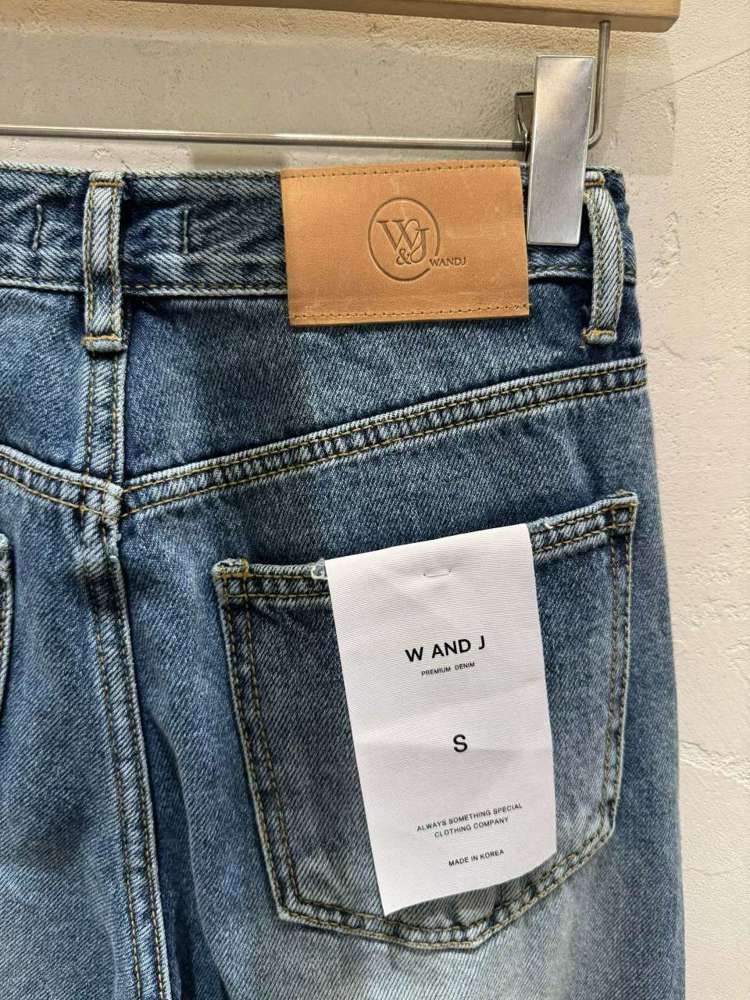 W&J
WANDJ
W AND J
PREMIUM DENIM
S
ALWAYS SOMETHING SPECIAL
CLOTHING COMPANY
MADE IN KOREA